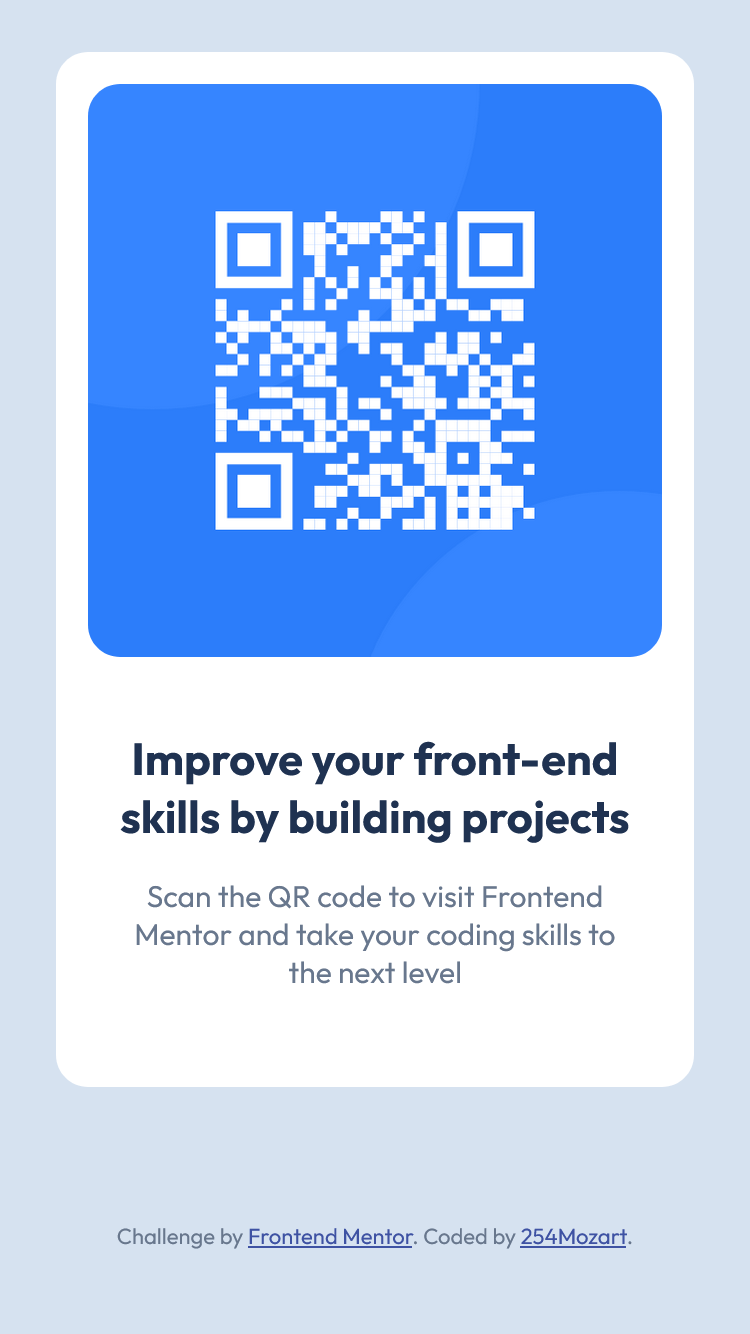 Improve your front-end
skills by building projects
Scan the QR code to visit Frontend
Mentor and take your coding skills to
the next level
Challenge by Frontend Mentor. Coded by 254Mozart.